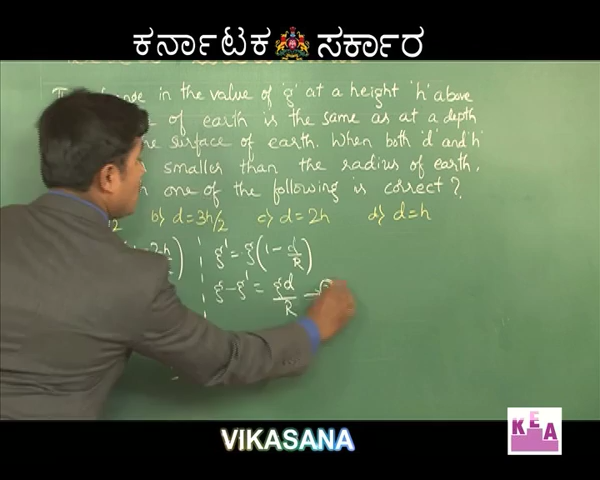 ಕರ್ನಾಟಕ ಸರ್ಕಾರ
in the value of 'g' at a height 'h' above
of earth is the same as at a depth
surface of earth. When both 'd' and 'h'
smaller than the radius of earth,
one of the following is correct?
b) d = 3h/2 c) d = 2h d) d = h
g' = g(1 - d/R)
g - g' = gd/R
VIKASANA
KEA